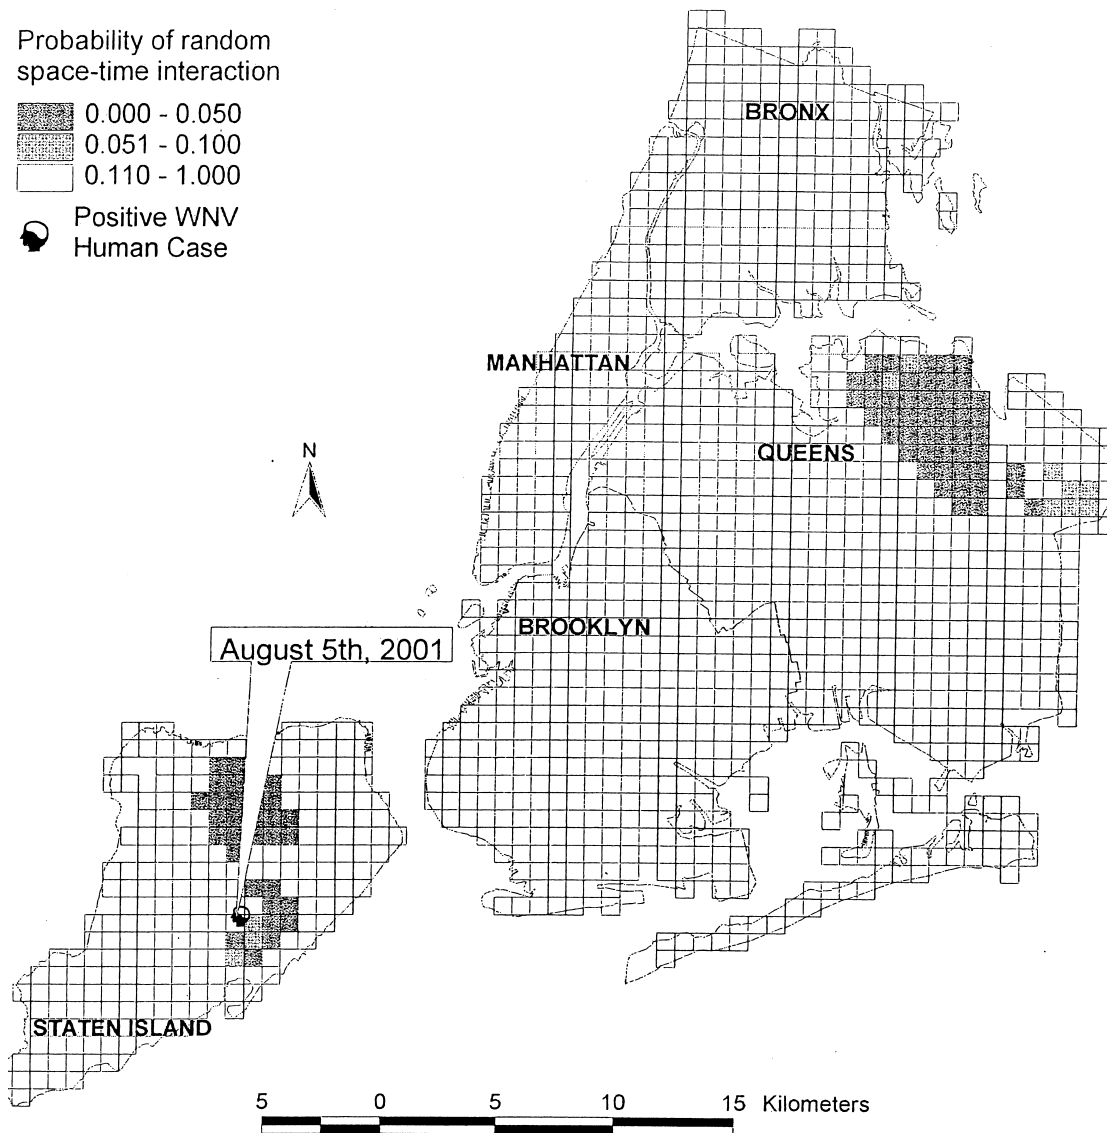 Probability of random
space-time interaction
0.000 - 0.050
0.051 - 0.100
0.110 - 1.000
Positive WNV
Human Case
BRONX
MANHATTAN
N
QUEENS
BROOKLYN
August 5th, 2001
STATEN ISLAND
5 0 5 10 15 Kilometers